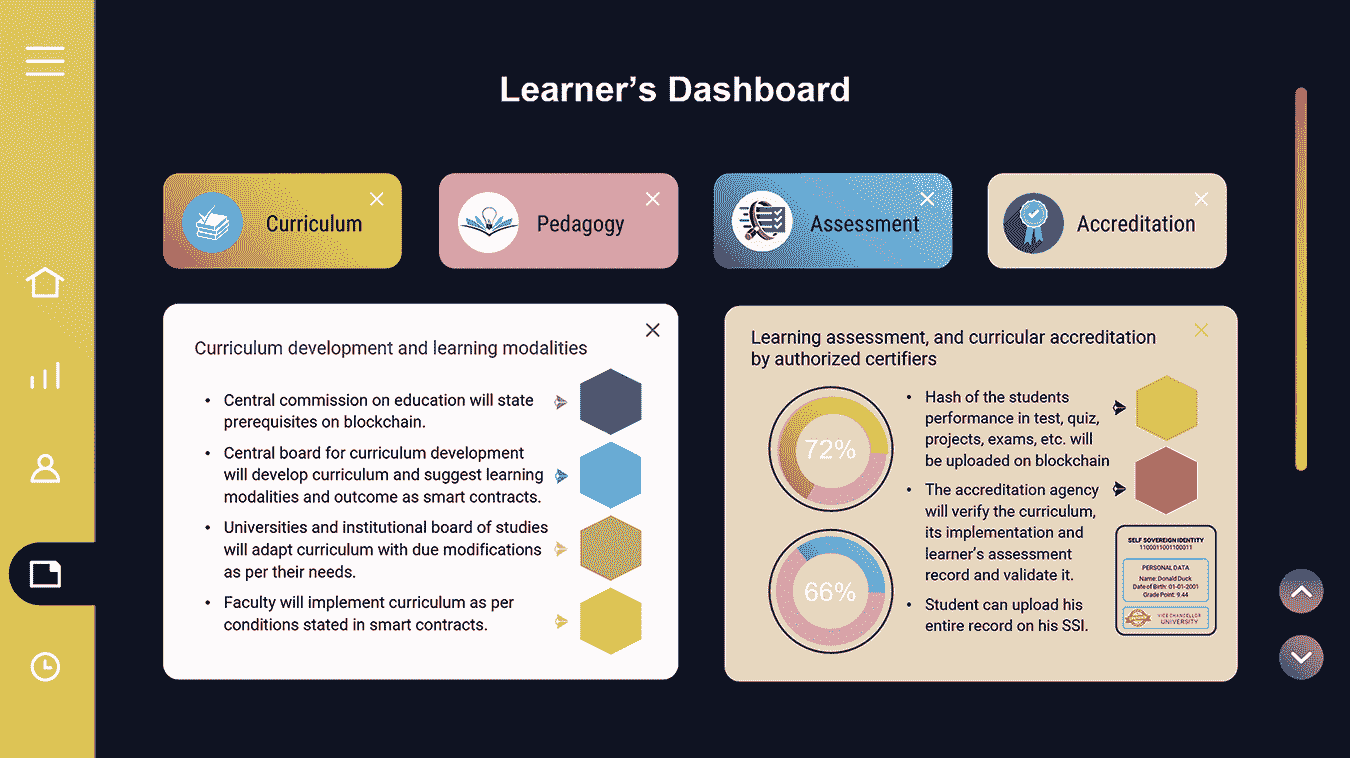 Learner’s Dashboard
Curriculum
Pedagogy
Assessment
Accreditation
Curriculum development and learning modalities
• Central commission on education will state
prerequisites on blockchain.
• Central board for curriculum development
will develop curriculum and suggest learning
modalities and outcome as smart contracts.
• Universities and institutional board of studies
will adapt curriculum with due modifications
as per their needs.
• Faculty will implement curriculum as per
conditions stated in smart contracts.
Learning assessment, and curricular accreditation
by authorized certifiers
72%
66%
• Hash of the students
performance in test, quiz,
projects, exams, etc. will
be uploaded on blockchain
• The accreditation agency
will verify the curriculum,
its implementation and
learner’s assessment
record and validate it.
• Student can upload his
entire record on his SSI.
SELF SOVEREIGN IDENTITY
1100011001100011
PERSONAL DATA
Name: Donald Duck
Date of Birth: 01-01-2001
Grade Point: 9.44
VICE CHANCELLOR
UNIVERSITY